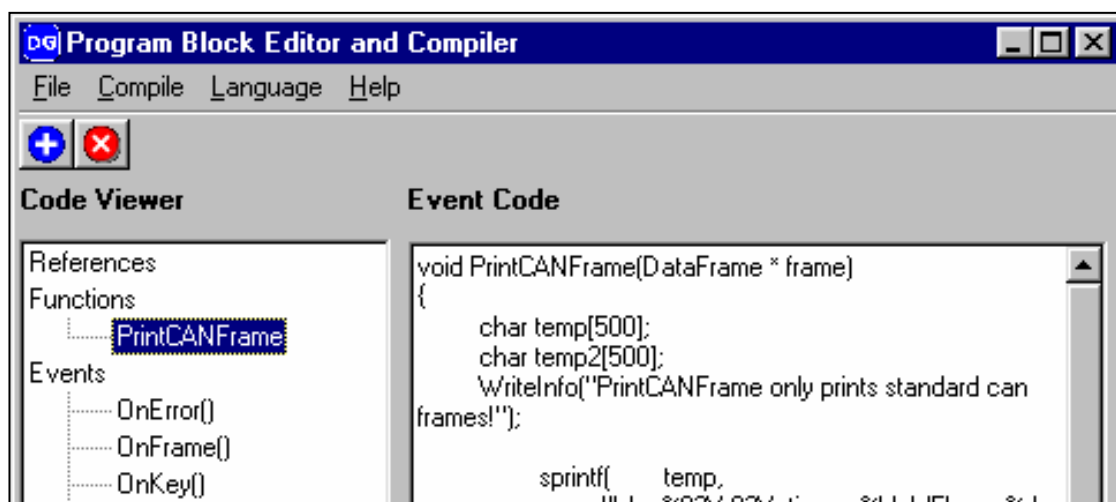 DG Program Block Editor and Compiler
File Compile Language Help
Code Viewer
Event Code
References
Functions
PrintCANFrame
Events
OnError()
OnFrame()
OnKey()
void PrintCANFrame(DataFrame * frame)
{
char temp[500];
char temp2[500];
WriteInfo("PrintCANFrame only prints standard can
frames!");
sprintf( temp,